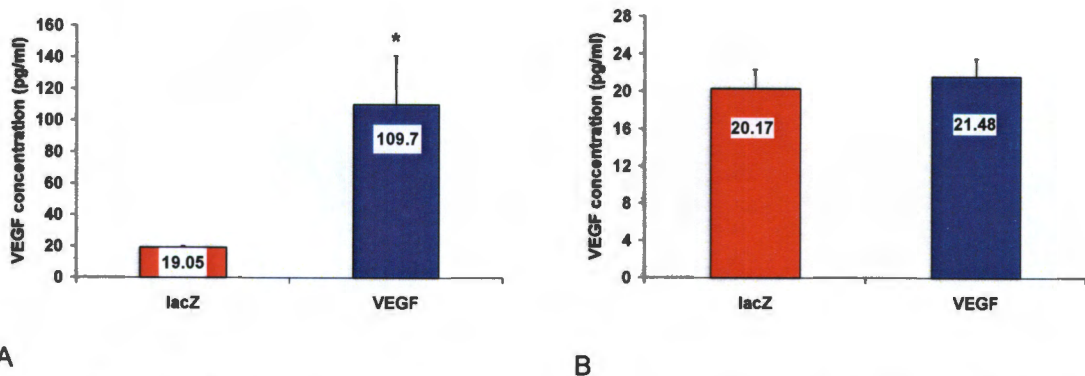 VEGF concentration (pg/ml)
160
140
120
100
80
60
40
20
0
*
109.7
19.05
lacZ
VEGF
A
VEGF concentration (pg/ml)
28
24
20
16
12
8
4
0
20.17
21.48
lacZ
VEGF
B